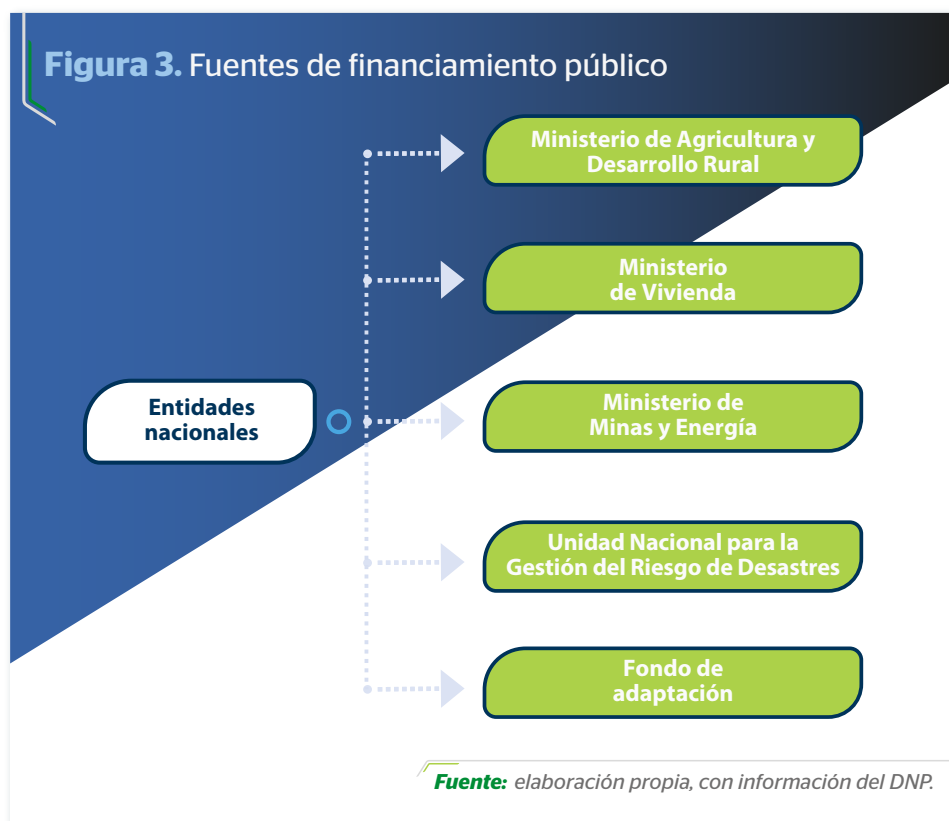 Figura 3. Fuentes de financiamiento público
Ministerio de Agricultura y
Desarrollo Rural
Ministerio
de Vivienda
Entidades
nacionales
Ministerio de
Minas y Energía
Unidad Nacional para la
Gestión del Riesgo de Desastres
Fondo de
adaptación
Fuente: elaboración propia, con información del DNP.